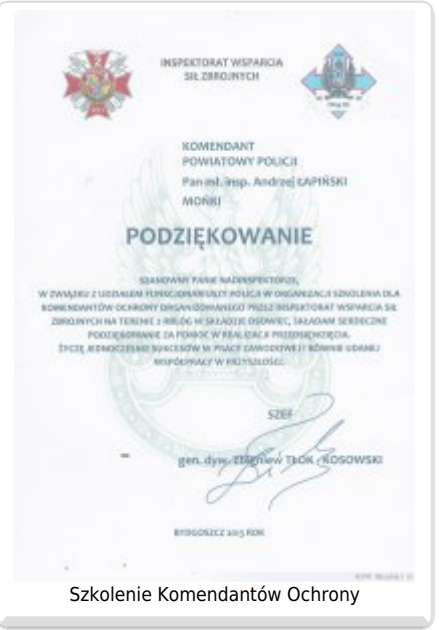 INSPEKTORAT WSPARCIA
SIŁ ZBROJNYCH
KOMENDANT
POWIATOWY POLICJI
Pan mł. insp. Andrzej ŁAPIŃSKI
MOŃKI
PODZIĘKOWANIE
SZANOWNY PANIE NADINSPEKTORZE,
W ZWIĄZKU Z UDZIAŁEM FUNKCJONARIUSZY POLICJI W ORGANIZACJI SZKOLENIA DLA
KOMENDANTÓW OCHRONY ORGANIZOWANEGO PRZEZ INSPEKTORAT WSPARCIA SIŁ
ZBROJNYCH NA TERENIE 2 RBLOG W SKŁADZIE OSOWIEC, SKŁADAM SERDECZNE
PODZIĘKOWANIE ZA POMOC W REALIZACJI PRZEDSIĘWZIĘCIA.
ŻYCZĘ JEDNOCZEŚNIE SUKCESÓW W PRACY ZAWODOWEJ I RÓWNIE UDANEJ
WSPÓŁPRACY W PRZYSZŁOŚCI.
SZEF
gen. dyw. Zbigniew TŁOK - KOSOWSKI
BYDGOSZCZ 2015 ROK
Szkolenie Komendantów Ochrony